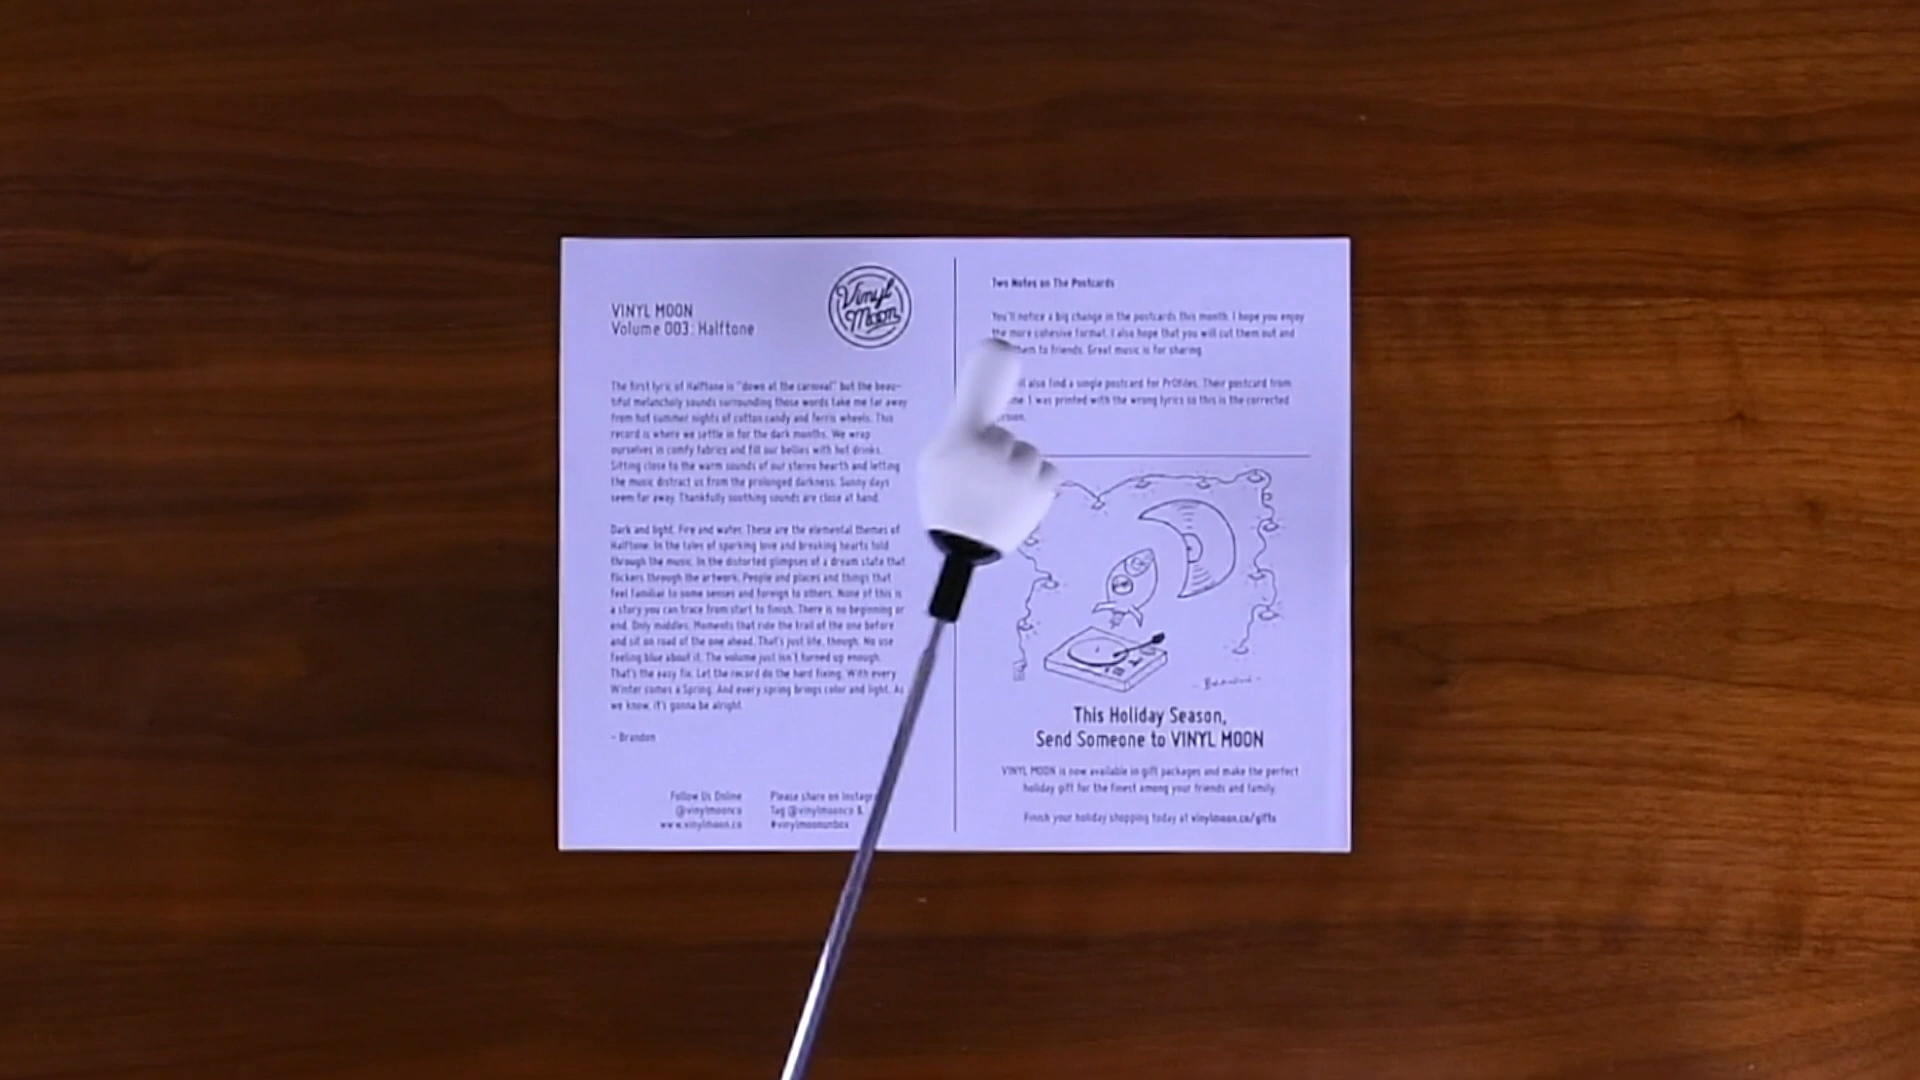 VINYL MOON
Volume 003: Halftone
Vinyl
Moon
The first lyric of Halftone is "down at the carnival" but the beau-
tiful melancholy sounds surrounding those words take me far away
from hot summer nights of cotton candy and ferris wheels. This
record is where we settle in for the dark months. We wrap
ourselves in comfy fabrics and fill our bellies with hot drinks.
Sitting close to the warm sounds of our stereo hearth and letting
the music distract us from the prolonged darkness. Sunny days
seem far away. Thankfully soothing sounds are close at hand.
Dark and light. Fire and water. These are the elemental themes of
Halftone. In the tales of sparking love and breaking hearts told
through the music. In the distorted glimpses of a dream state that
flickers through the artwork. People and places and things that
feel familiar to some senses and foreign to others. None of this is
a story you can trace from start to finish. There is no beginning or
end. Only middles. Moments that ride the trail of the one before
and sit on road of the one ahead. That's just life, though. No use
feeling blue about it. The volume just isn't turned up enough.
That's the easy fix. Let the record do the hard fixing. With every
Winter comes a Spring. And every spring brings color and light. As
we know, it's gonna be alright.
- Brandon
Follow Us Online
@vinylmoonco
www.vinylmoon.co
Please share on Instagr
Tag @vinylmoonco &
#vinylmoonunbox
Two Notes on The Postcards
You'll notice a big change in the postcards this month. I hope you enjoy
the more cohesive format. I also hope that you will cut them out and
them to friends. Great music is for sharing.
also find a single postcard for PrOfiles. Their postcard from
1 was printed with the wrong lyrics so this is the corrected
This Holiday Season,
Send Someone to VINYL MOON
VINYL MOON is now available in gift packages and make the perfect
holiday gift for the finest among your friends and family.
Finish your holiday shopping today at vinylmoon.co/gifts